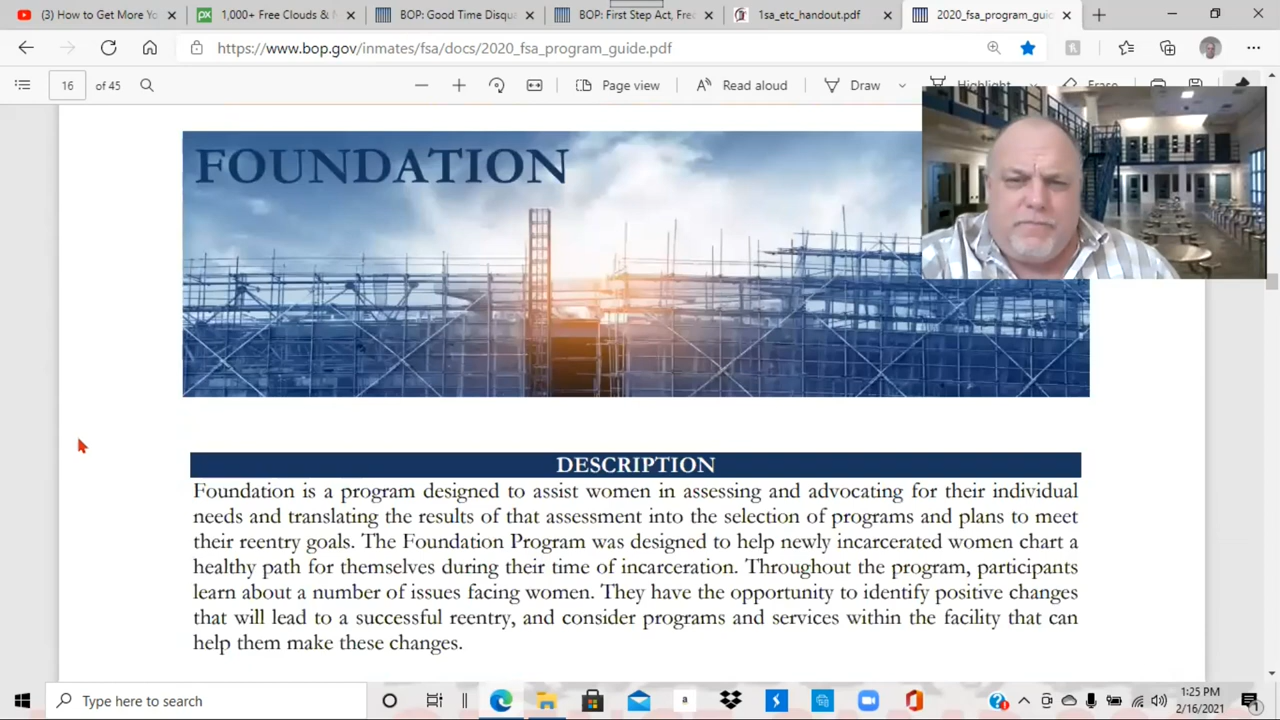 (3) How to Get More Yo
1,000+ Free Clouds &
BOP: Good Time Disqu
BOP: First Step Act, Fre
1sa_etc_handout.pdf
2020_fsa_program_guid
https://www.bop.gov/inmates/fsa/docs/2020_fsa_program_guide.pdf
16 of 45
Page view
Read aloud
Draw
Highlight
Erase
FOUNDATION
DESCRIPTION
Foundation is a program designed to assist women in assessing and advocating for their individual
needs and translating the results of that assessment into the selection of programs and plans to meet
their reentry goals. The Foundation Program was designed to help newly incarcerated women chart a
healthy path for themselves during their time of incarceration. Throughout the program, participants
learn about a number of issues facing women. They have the opportunity to identify positive changes
that will lead to a successful reentry, and consider programs and services within the facility that can
help them make these changes.
Type here to search
a
1:25 PM
2/16/2021